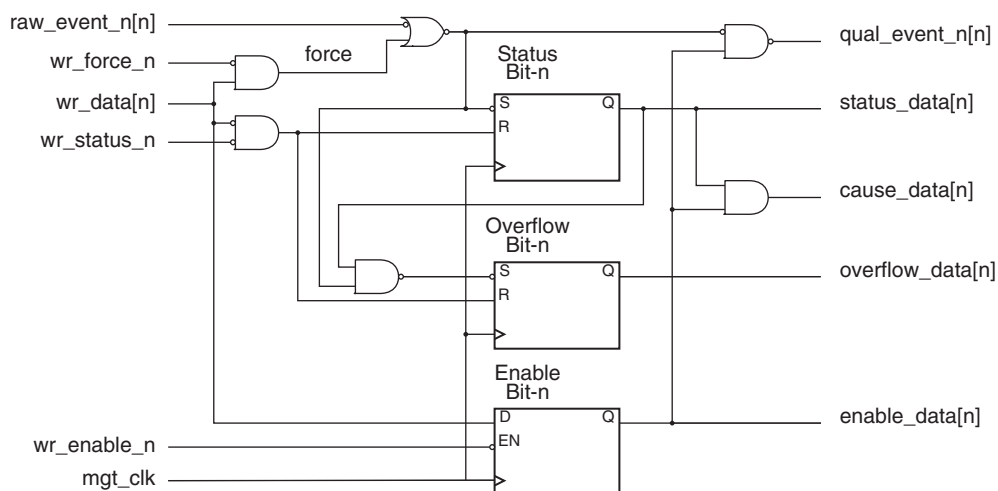 raw_event_n[n]
wr_force_n
wr_data[n]
wr_status_n
force
Status
Bit-n
S
R
Q
qual_event_n[n]
status_data[n]
cause_data[n]
Overflow
Bit-n
S
R
Q
overflow_data[n]
Enable
Bit-n
D
EN
Q
enable_data[n]
wr_enable_n
mgt_clk